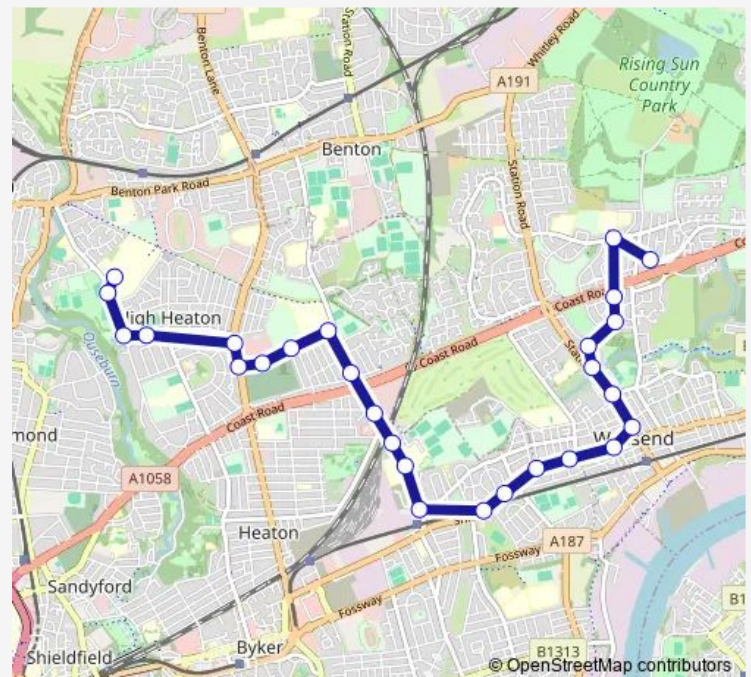 Station Road
Whitley Road
Benton Lane
Rising Sun
Country
Park
A191
Benton
Station Road
Benton Park Road
High Heaton
Coast Road
Ouseburn
Coast Road
Coast Road
mond
Wallsend
A1058
Heaton
A187
Fossway
Sandyford
Fossway
B1
Byker
B1313
Shieldfield
© OpenStreetMap contributors